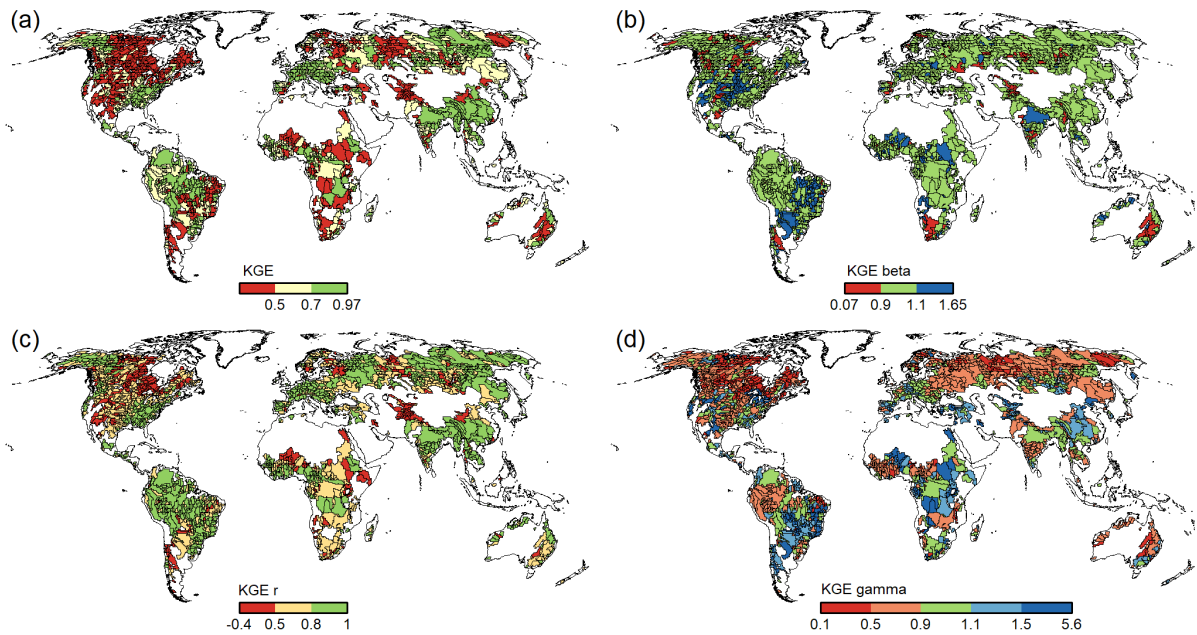 (a)
(b)
KGE
0.5 0.7 0.97
KGE beta
0.07 0.9 1.1 1.65
(c)
(d)
KGE r
-0.4 0.5 0.8 1
KGE gamma
0.1 0.5 0.9 1.1 1.5 5.6